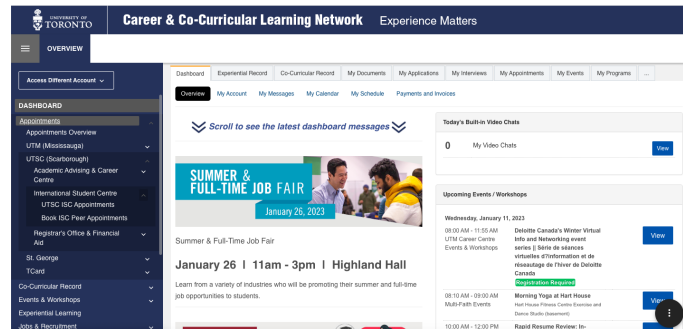 UNIVERSITY OF
TORONTO
Career & Co-Curricular Learning Network Experience Matters
OVERVIEW
Access Different Account
DASHBOARD
Appointments
Appointments Overview
UTM (Mississauga)
UTSC (Scarborough)
Academic Advising & Career
Centre
International Student Centre
UTSC ISC Appointments
Book ISC Peer Appointments
Registrar's Office & Financial
Aid
St. George
TCard
Co-Curricular Record
Events & Workshops
Experiential Learning
Jobs & Recruitment
Dashboard Experiential Record Co-Curricular Record My Documents My Applications My Interviews My Appointments My Events My Programs ...
Overview My Account My Messages My Calendar My Schedule Payments and Invoices
Scroll to see the latest dashboard messages
SUMMER &
FULL-TIME JOB FAIR
January 26, 2023
Summer & Full-Time Job Fair
January 26 | 11am - 3pm | Highland Hall
Learn from a variety of industries who will be promoting their summer and full-time
job opportunities to students.
Today's Built-in Video Chats
0 My Video Chats View
Upcoming Events / Workshops
Wednesday, January 11, 2023
08:00 AM - 11:55 AM
UTM Career Centre
Events & Workshops
Deloitte Canada's Winter Virtual
Info and Networking event
series || Série de séances
virtuelles d?information et de
réseautage de l'hiver de Deloitte
Canada
Registration Required
View
08:10 AM - 09:00 AM
Multi-Faith Events
Morning Yoga at Hart House
Hart House Fitness Centre Exercise and
Dance Studio (basement)
View
10:00 AM - 12:00 PM
Rapid Resume Review: In-